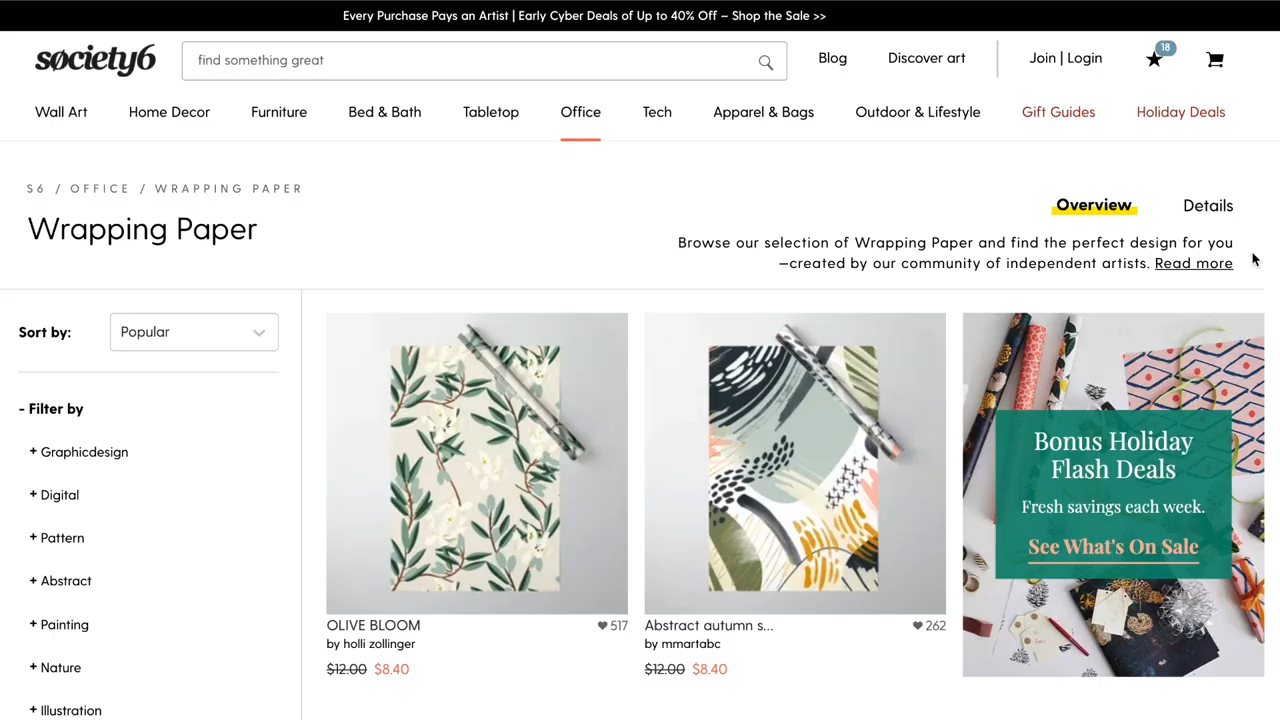 Every Purchase Pays an Artist | Early Cyber Deals of Up to 40% Off – Shop the Sale >>
society6
find something great
Blog
Discover art
Join | Login
18
Wall Art
Home Decor
Furniture
Bed & Bath
Tabletop
Office
Tech
Apparel & Bags
Outdoor & Lifestyle
Gift Guides
Holiday Deals
S6 / OFFICE / WRAPPING PAPER
Wrapping Paper
Overview
Details
Browse our selection of Wrapping Paper and find the perfect design for you
—created by our community of independent artists. Read more
Sort by:
Popular
- Filter by
+ Graphicdesign
+ Digital
+ Pattern
+ Abstract
+ Painting
+ Nature
+ Illustration
OLIVE BLOOM
517
by holli zollinger
$12.00 $8.40
Abstract autumn s...
262
by mmartabc
$12.00 $8.40
Bonus Holiday
Flash Deals
Fresh savings each week.
See What's On Sale